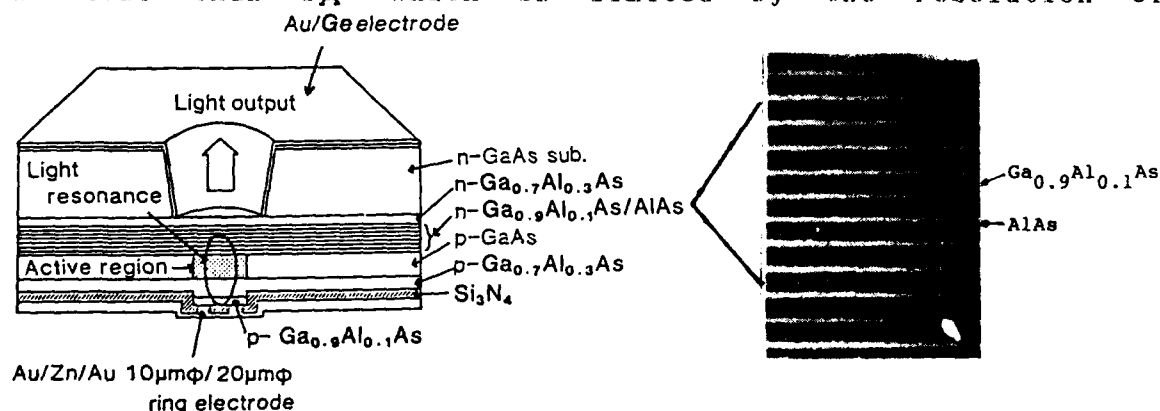 Au/Ge electrode
Light output
Light
resonance
Active region
n-GaAs sub.
n-Ga0.7Al0.3As
n-Ga0.9Al0.1As/AlAs
p-GaAs
p-Ga0.7Al0.3As
Si3N4
p- Ga0.9Al0.1As
Au/Zn/Au 10μmφ/20μmφ
ring electrode
Ga0.9Al0.1As
AlAs